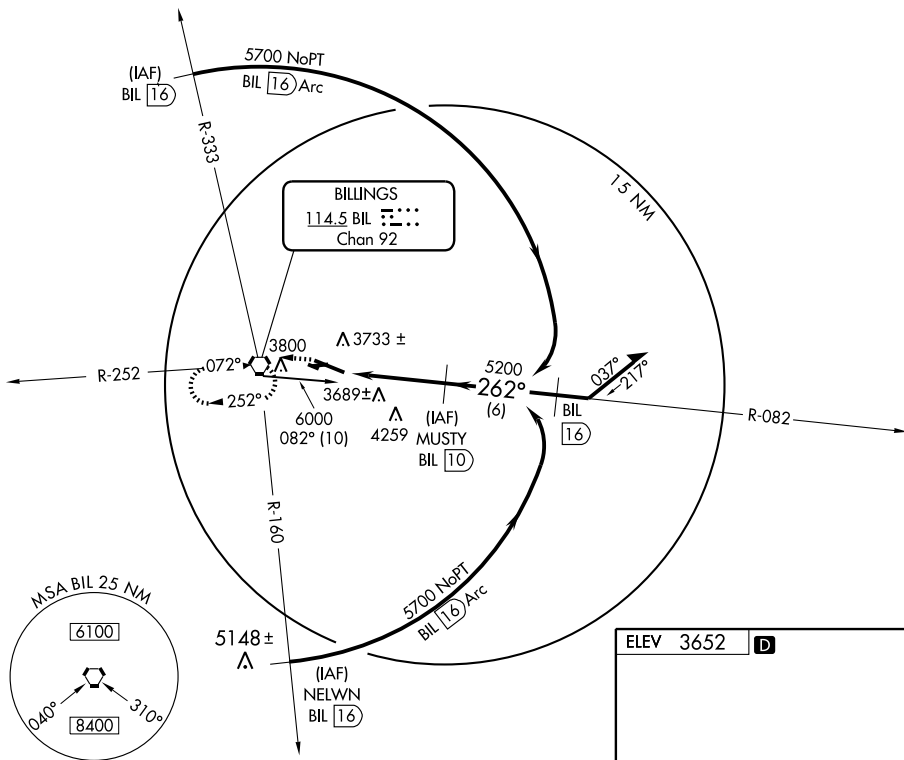 5700 NoPT
(IAF)
BIL 16
BIL 16 Arc
R-333
15 NM
BILLINGS
114.5 BIL
Chan 92
3800
3733 ±
R-252
072°
252°
5200
262°
(6)
037°
217°
3689±
6000
082° (10)
4259
(IAF)
MUSTY
BIL 10
BIL
16
R-082
R-160
MSA BIL 25 NM
6100
040°
310°
8400
5700 NoPT
BIL 16 Arc
5148 ±
(IAF)
NELWN
BIL 16
ELEV 3652 D